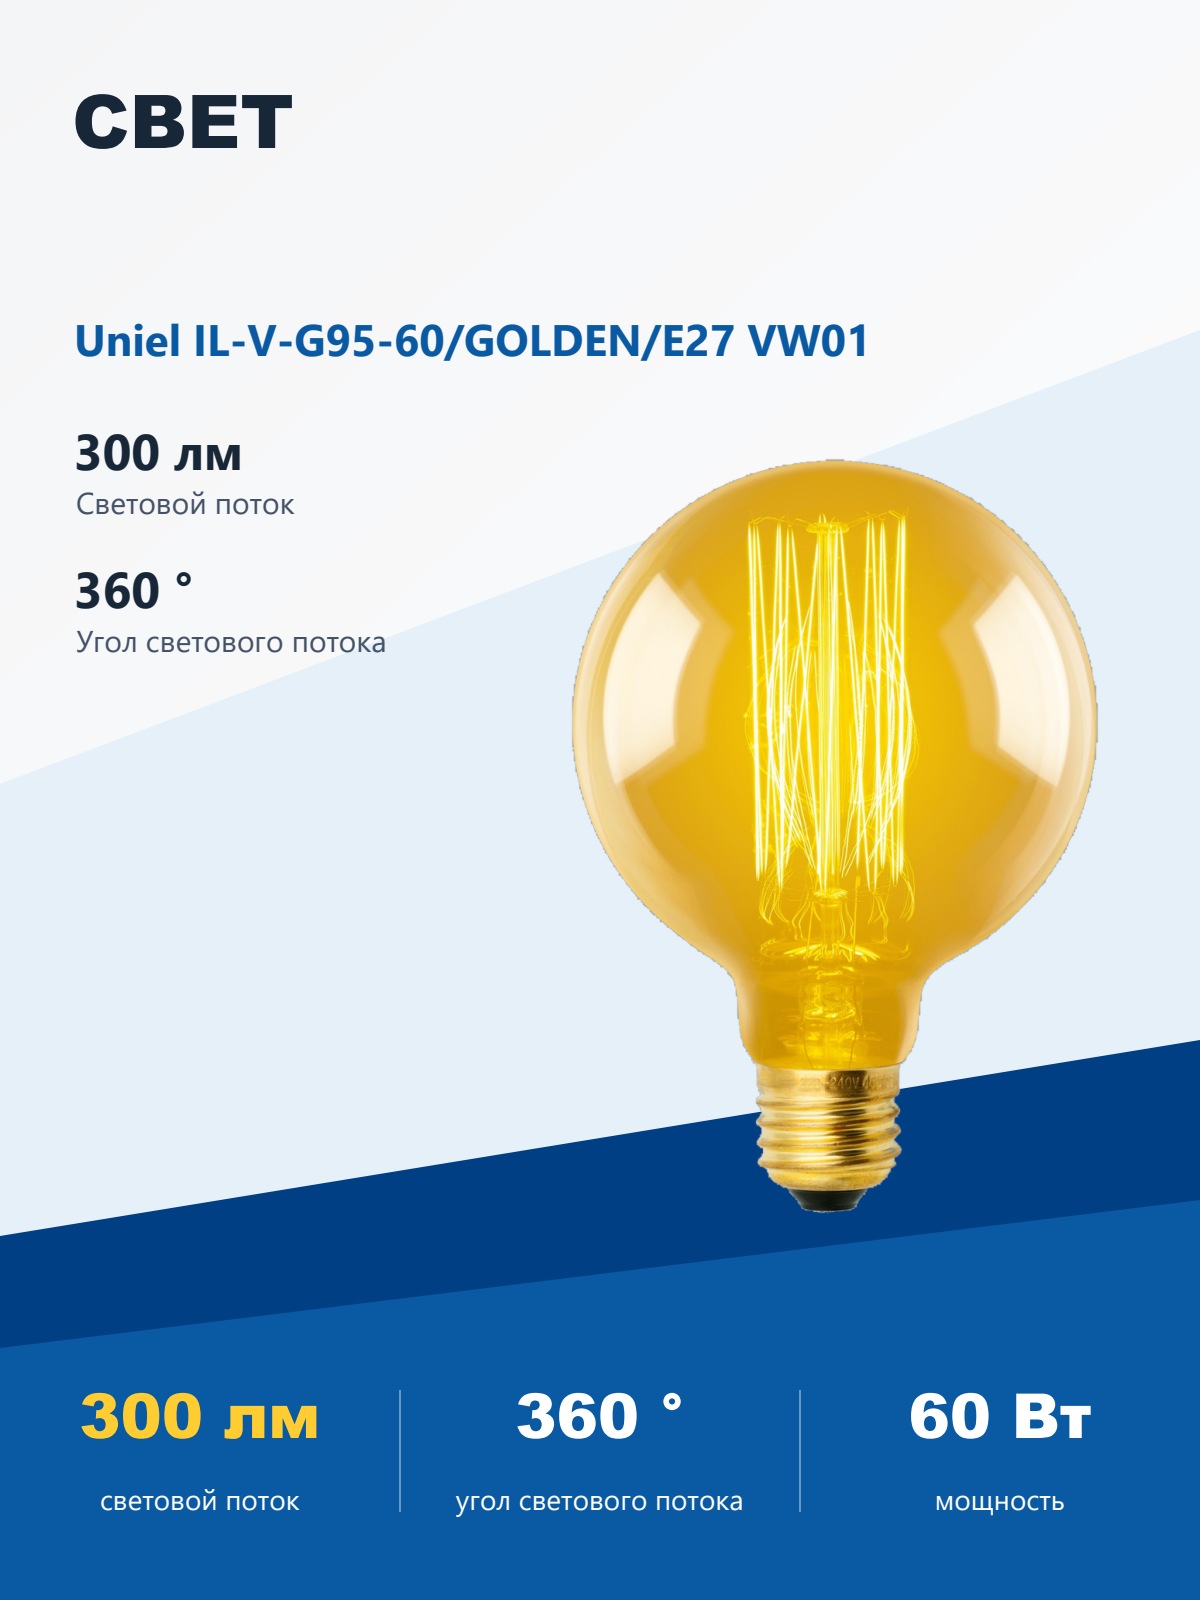 СВЕТ
Uniel IL-V-G95-60/GOLDEN/E27 VW01
300 лм
Световой поток
360 °
Угол светового потока
300 лм
световой поток
360 °
угол светового потока
60 Вт
мощность